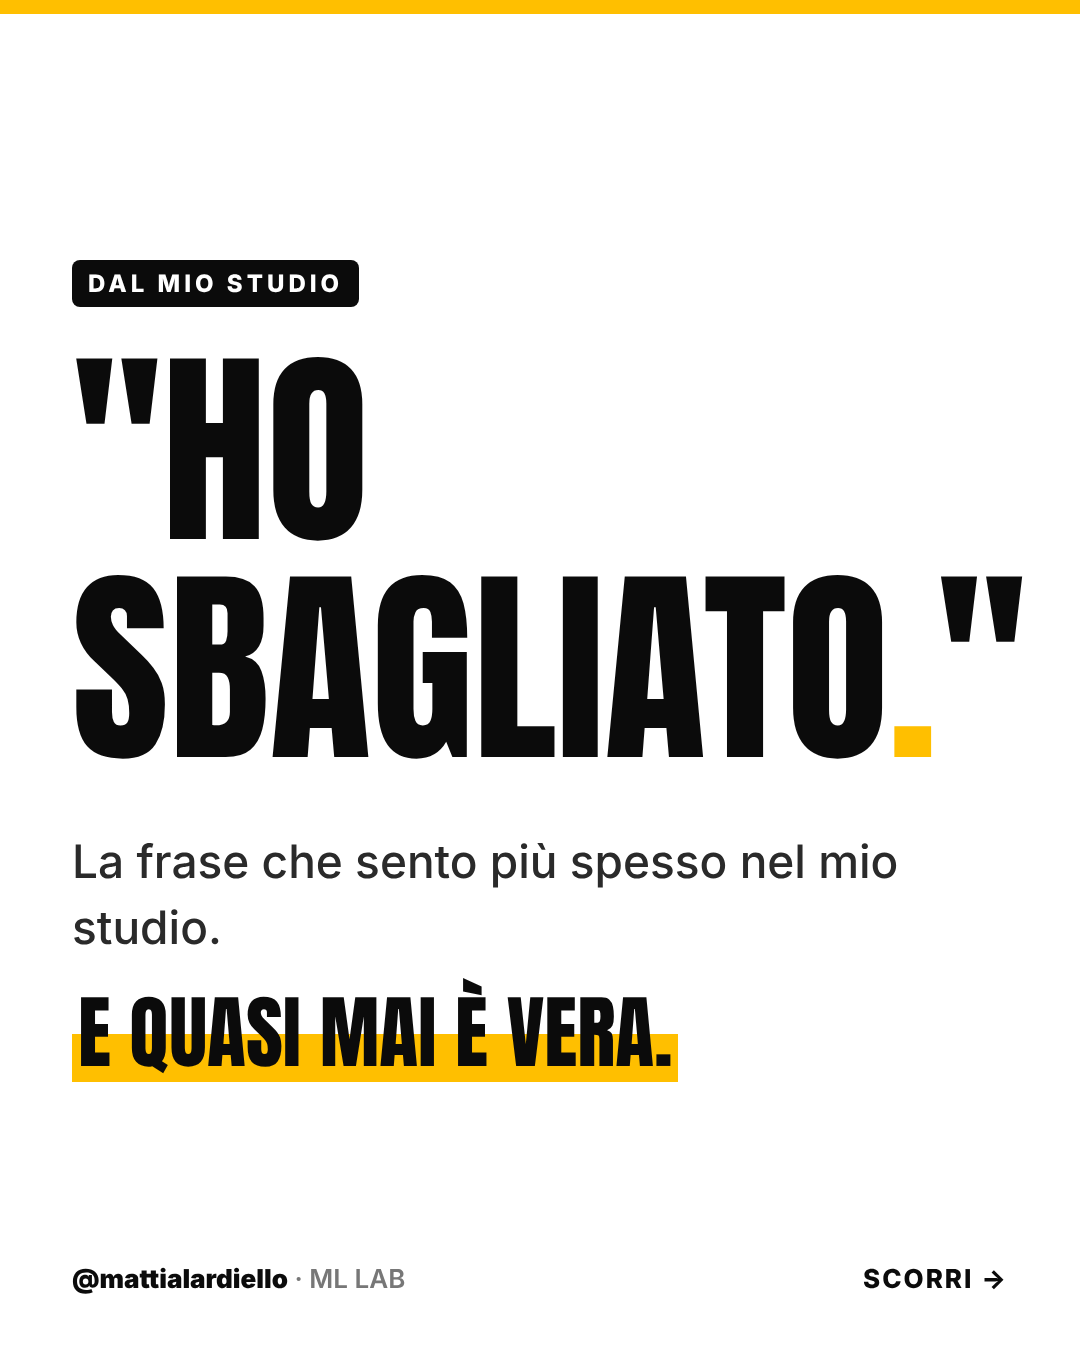 DAL MIO STUDIO
"HO
SBAGLIATO."
La frase che sento più spesso nel mio
studio.
E QUASI MAI È VERA.
@mattialardiello · ML LAB
SCORRI →